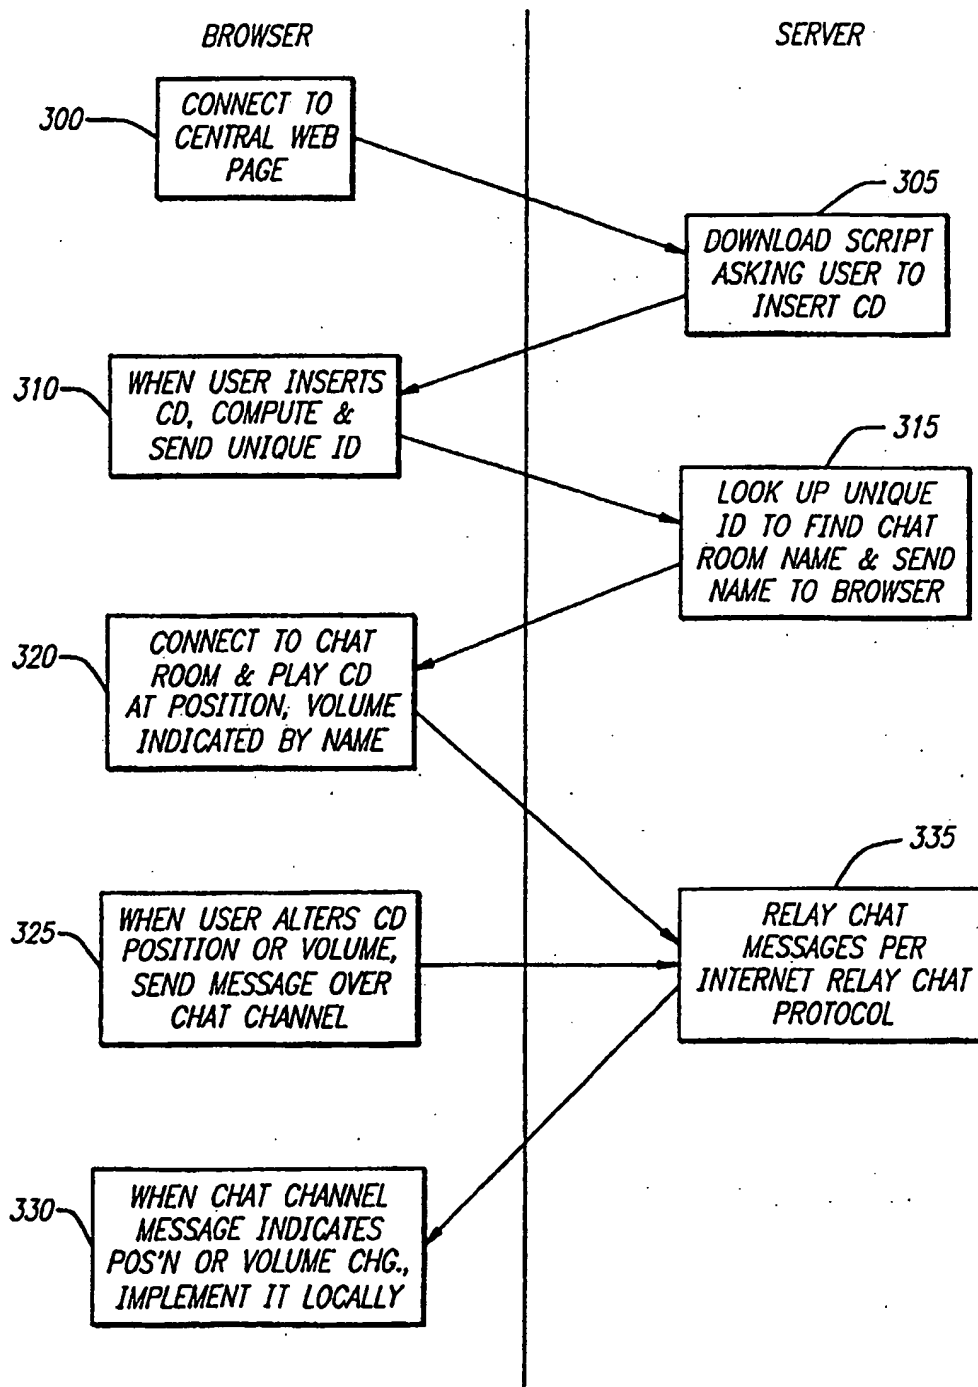 BROWSER
SERVER
300
CONNECT TO
CENTRAL WEB
PAGE
305
DOWNLOAD SCRIPT
ASKING USER TO
INSERT CD
310
WHEN USER INSERTS
CD, COMPUTE &
SEND UNIQUE ID
315
LOOK UP UNIQUE
ID TO FIND CHAT
ROOM NAME & SEND
NAME TO BROWSER
320
CONNECT TO CHAT
ROOM & PLAY CD
AT POSITION, VOLUME
INDICATED BY NAME
325
WHEN USER ALTERS CD
POSITION OR VOLUME,
SEND MESSAGE OVER
CHAT CHANNEL
335
RELAY CHAT
MESSAGES PER
INTERNET RELAY CHAT
PROTOCOL
330
WHEN CHAT CHANNEL
MESSAGE INDICATES
POS'N OR VOLUME CHG.,
IMPLEMENT IT LOCALLY